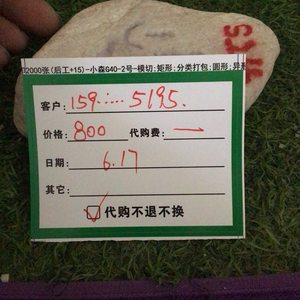 2000张(后工+15)-小森G40-2号-模切:矩形:分类打包:圆形:异形
客户: 159……5195.
价格: 800 代购费: —
日期: 6.17
其它:
☑ 代购不退不换
5195